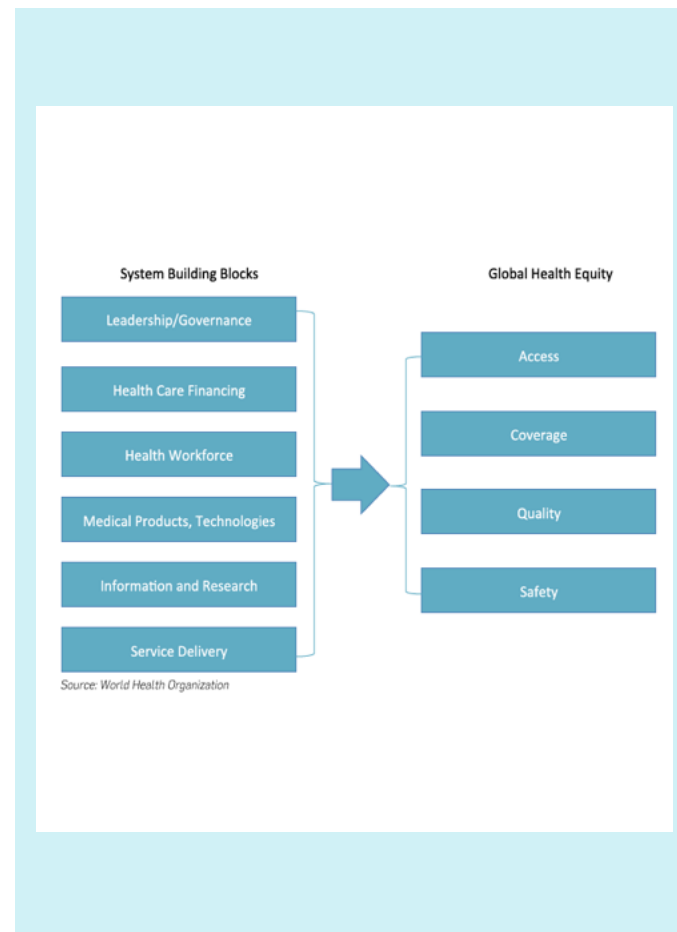 System Building Blocks
Leadership/Governance
Health Care Financing
Health Workforce
Medical Products, Technologies
Information and Research
Service Delivery
Source: World Health Organization
Global Health Equity
Access
Coverage
Quality
Safety